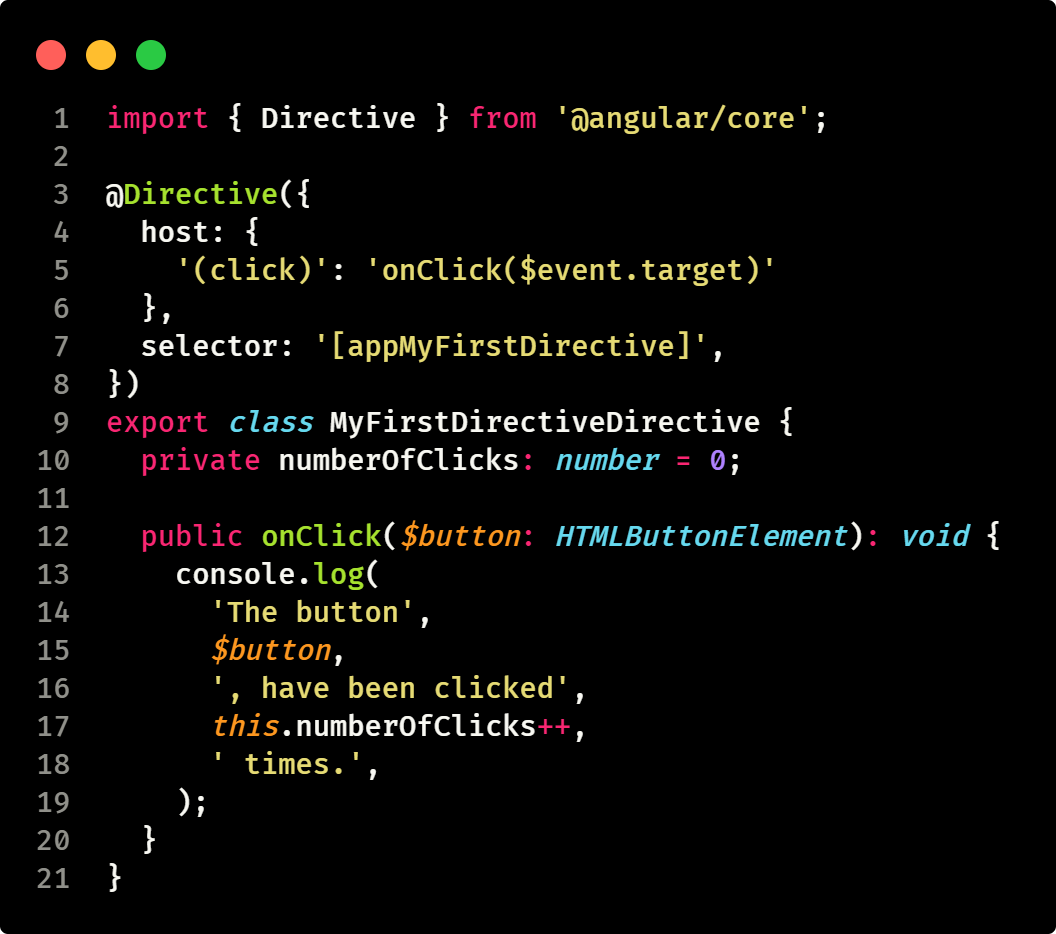 1 import { Directive } from '@angular/core';
2
3 @Directive({
4   host: {
5     '(click)': 'onClick($event.target)'
6   },
7   selector: '[appMyFirstDirective]',
8 })
9 export class MyFirstDirectiveDirective {
10   private numberOfClicks: number = 0;
11
12   public onClick($button: HTMLButtonElement): void {
13     console.log(
14       'The button',
15       $button,
16       ', have been clicked',
17       this.numberOfClicks++,
18       ' times.',
19     );
20   }
21 }